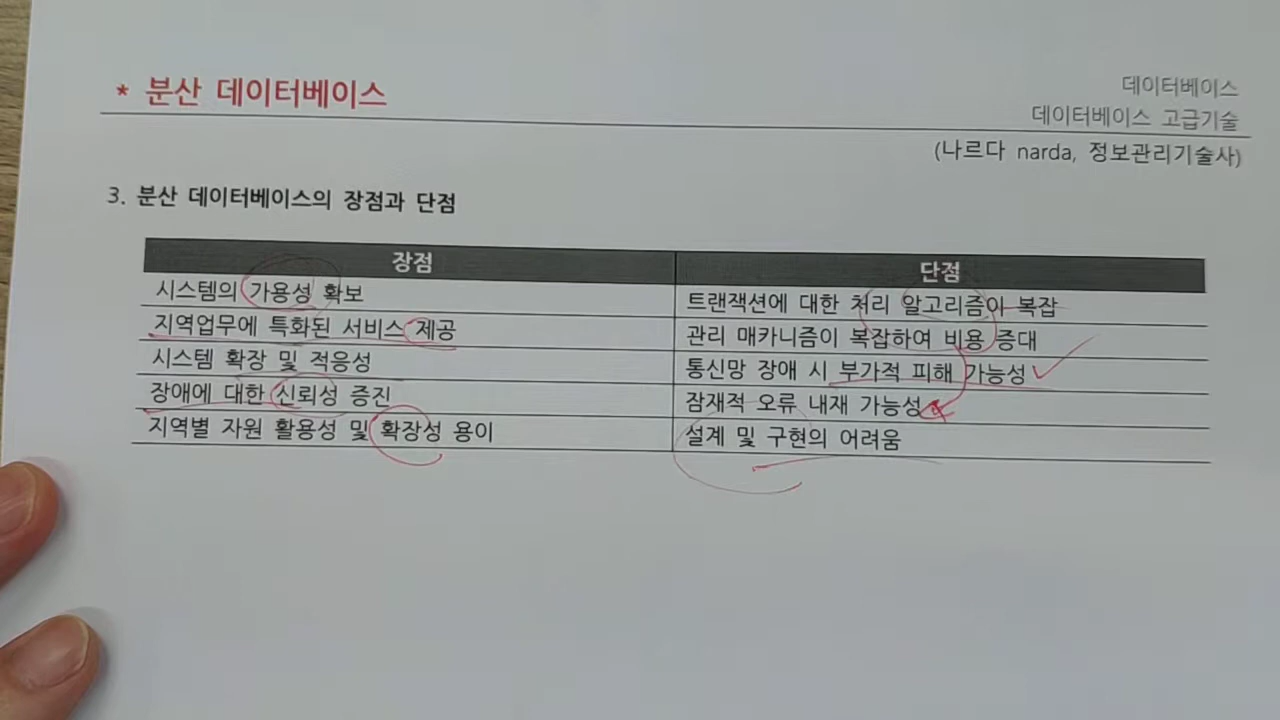 * 분산 데이터베이스
데이터베이스
데이터베이스 고급기술
(나르다 narda, 정보관리기술사)
3. 분산 데이터베이스의 장점과 단점
장점 단점
시스템의 가용성 확보 트랜잭션에 대한 처리 알고리즘이 복잡
지역업무에 특화된 서비스 제공 관리 매카니즘이 복잡하여 비용 증대
시스템 확장 및 적응성 통신망 장애 시 부가적 피해 가능성
장애에 대한 신뢰성 증진 잠재적 오류 내재 가능성
지역별 자원 활용성 및 확장성 용이 설계 및 구현의 어려움